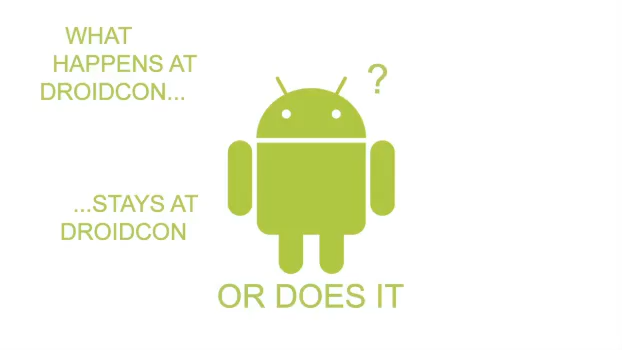 WHAT
HAPPENS AT
DROIDCON...
?
...STAYS AT
DROIDCON
OR DOES IT